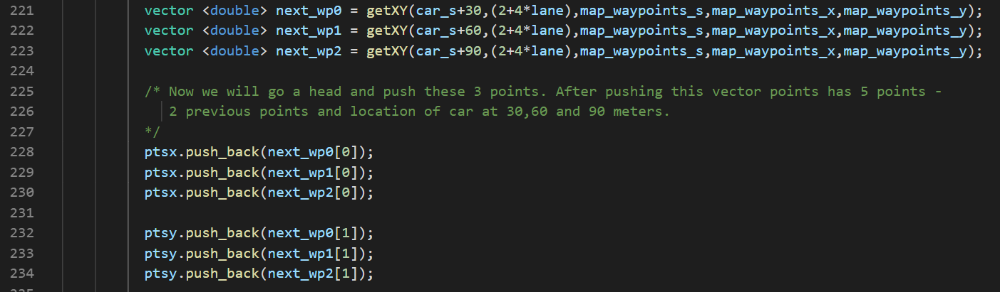 221 vector <double> next_wp0 = getXY(car_s+30,(2+4*lane),map_waypoints_s,map_waypoints_x,map_waypoints_y);
222 vector <double> next_wp1 = getXY(car_s+60,(2+4*lane),map_waypoints_s,map_waypoints_x,map_waypoints_y);
223 vector <double> next_wp2 = getXY(car_s+90,(2+4*lane),map_waypoints_s,map_waypoints_x,map_waypoints_y);
224
225 /* Now we will go a head and push these 3 points. After pushing this vector points has 5 points -
226 2 previous points and location of car at 30,60 and 90 meters.
227 */
228 ptsx.push_back(next_wp0[0]);
229 ptsx.push_back(next_wp1[0]);
230 ptsx.push_back(next_wp2[0]);
231
232 ptsy.push_back(next_wp0[1]);
233 ptsy.push_back(next_wp1[1]);
234 ptsy.push_back(next_wp2[1]);
235